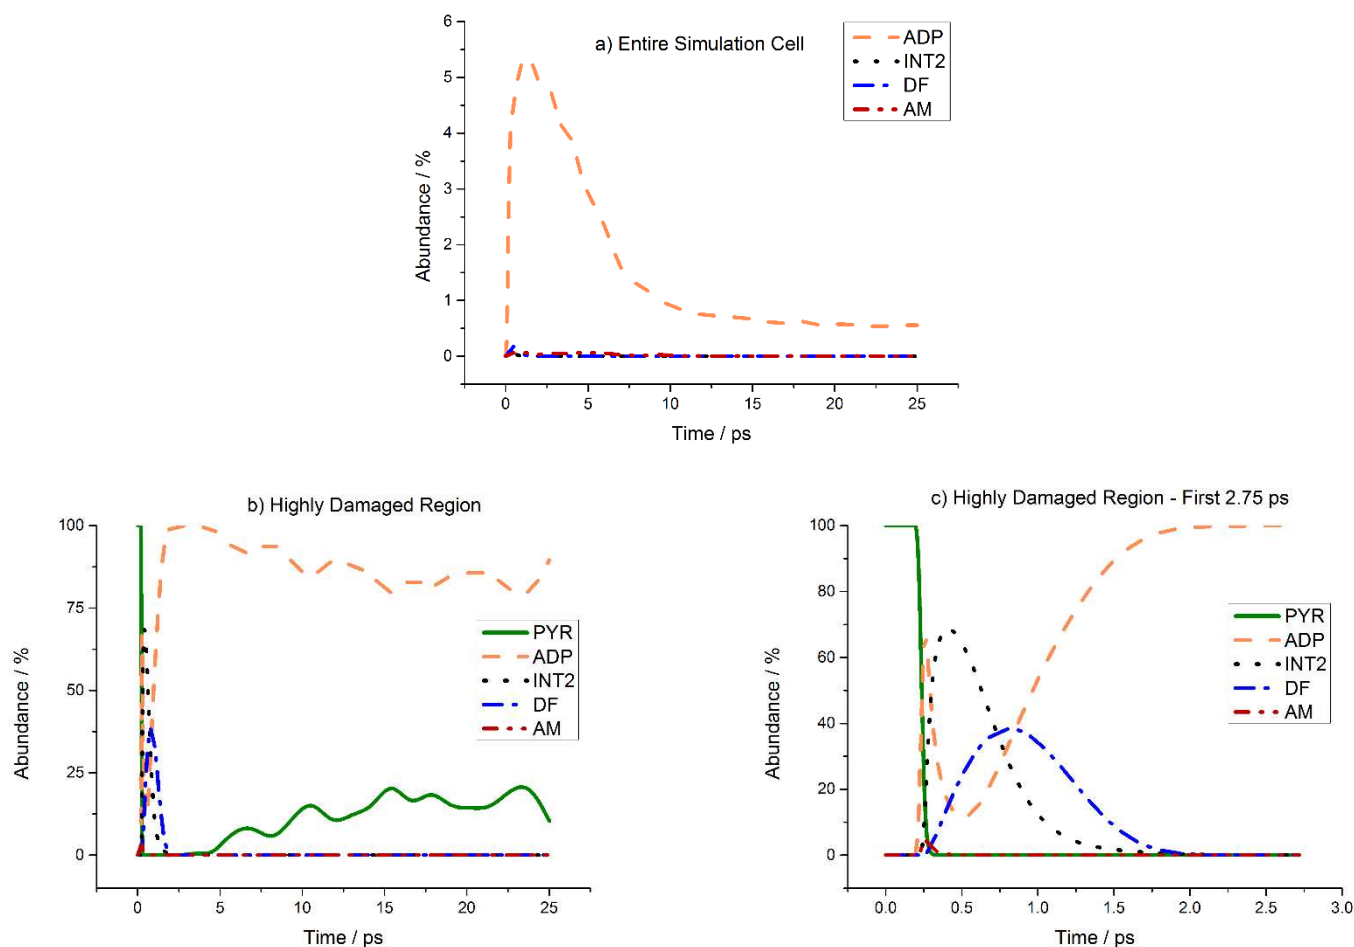 a) Entire Simulation Cell
ADP
INT2
DF
AM
6
5
4
3
2
1
0
Abundance / %
0 5 10 15 20 25
Time / ps
b) Highly Damaged Region
PYR
ADP
INT2
DF
AM
100
75
50
25
0
Abundance / %
0 5 10 15 20 25
Time / ps
c) Highly Damaged Region - First 2.75 ps
PYR
ADP
INT2
DF
AM
100
80
60
40
20
0
Abundance / %
0.0 0.5 1.0 1.5 2.0 2.5 3.0
Time / ps